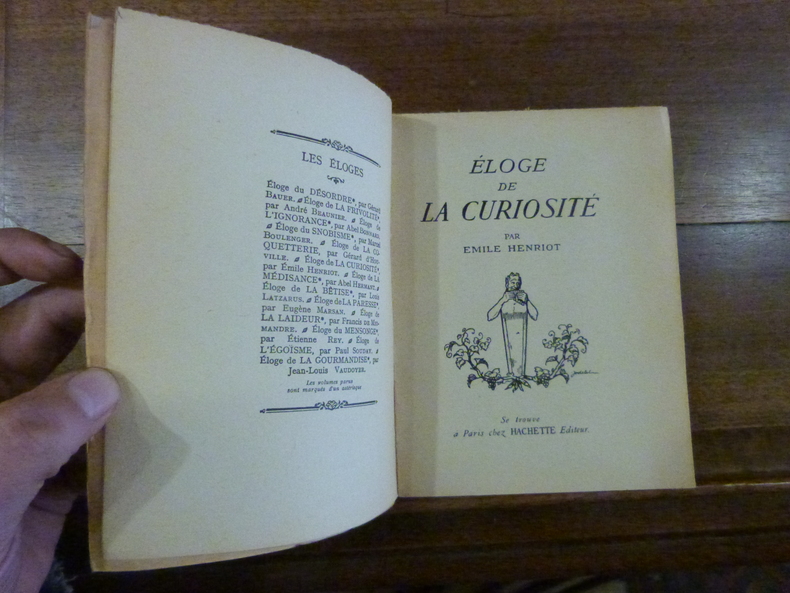 LES ÉLOGES
Éloge du DÉSORDRE*, par Gérard
BAUER. Éloge de LA FRIVOLITÉ*,
par André BEAUNIER. Éloge de
L'IGNORANCE*, par Abel BONNARD.
Éloge du SNOBISME*, par Marcel
BOULENGER. Éloge de LA CO-
QUETTERIE, par Gérard d'HOU-
VILLE. Éloge de LA CURIOSITÉ*,
par Émile HENRIOT. Éloge de LA
MÉDISANCE*, par Abel HERMANT.
Éloge de LA BÊTISE*, par Louis
LATZARUS. Éloge de LA PARESSE*
par Eugène MARSAN. Éloge de
LA LAIDEUR*, par Francis DE MIO-
MANDRE. Éloge du MENSONGE*,
par Étienne REY. Éloge de
L'ÉGOÏSME, par Paul SOUDAY.
Éloge de LA GOURMANDISE*, par
Jean-Louis VAUDOYER.
Les volumes parus
sont marqués d'un astérisque
ÉLOGE
DE
LA CURIOSITÉ
PAR
EMILE HENRIOT
Se trouve
à Paris chez HACHETTE Editeur.